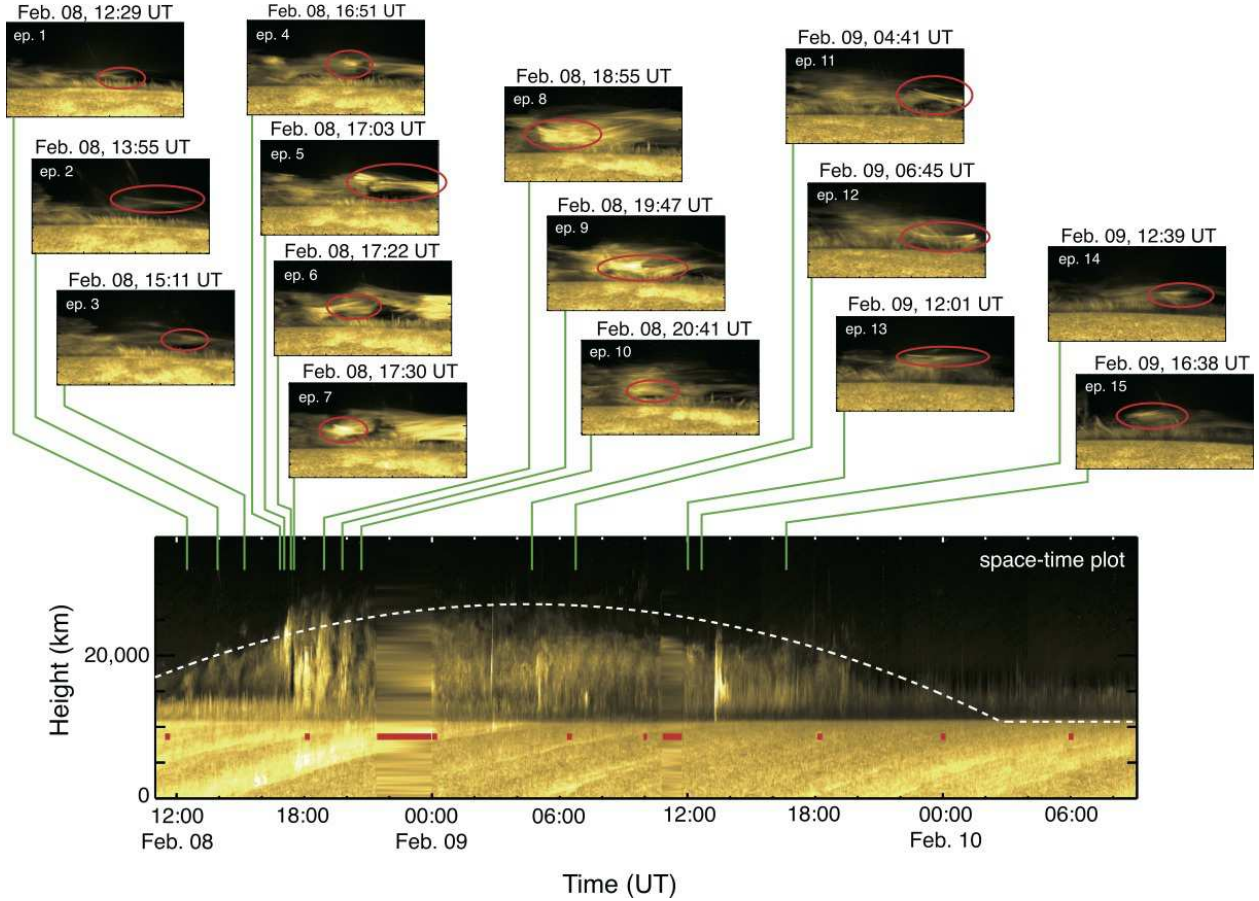 Feb. 08, 12:29 UT
ep. 1
Feb. 08, 13:55 UT
ep. 2
Feb. 08, 15:11 UT
ep. 3
Feb. 08, 16:51 UT
ep. 4
Feb. 08, 17:03 UT
ep. 5
Feb. 08, 17:22 UT
ep. 6
Feb. 08, 17:30 UT
ep. 7
Feb. 08, 18:55 UT
ep. 8
Feb. 08, 19:47 UT
ep. 9
Feb. 08, 20:41 UT
ep. 10
Feb. 09, 04:41 UT
ep. 11
Feb. 09, 06:45 UT
ep. 12
Feb. 09, 12:01 UT
ep. 13
Feb. 09, 12:39 UT
ep. 14
Feb. 09, 16:38 UT
ep. 15
space-time plot
Height (km)
20,000
0
12:00 18:00 00:00 06:00 12:00 18:00 00:00 06:00
Feb. 08 Feb. 09 Feb. 10
Time (UT)